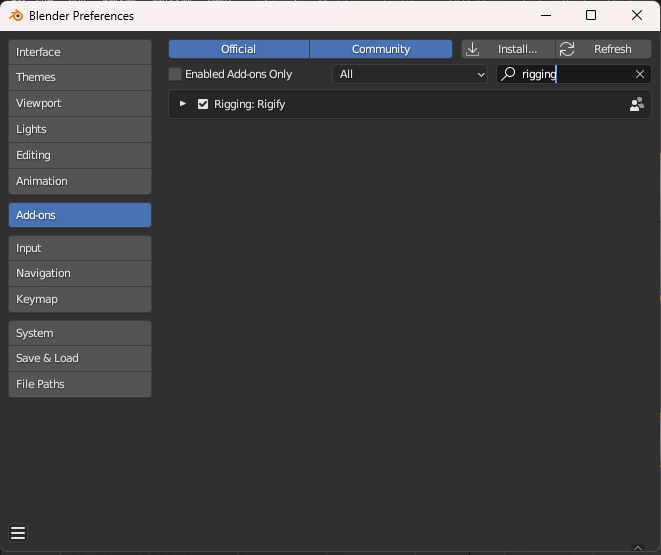 Blender Preferences
Interface
Themes
Viewport
Lights
Editing
Animation
Add-ons
Input
Navigation
Keymap
System
Save & Load
File Paths
Official Community Install... Refresh
Enabled Add-ons Only All rigging
Rigging: Rigify